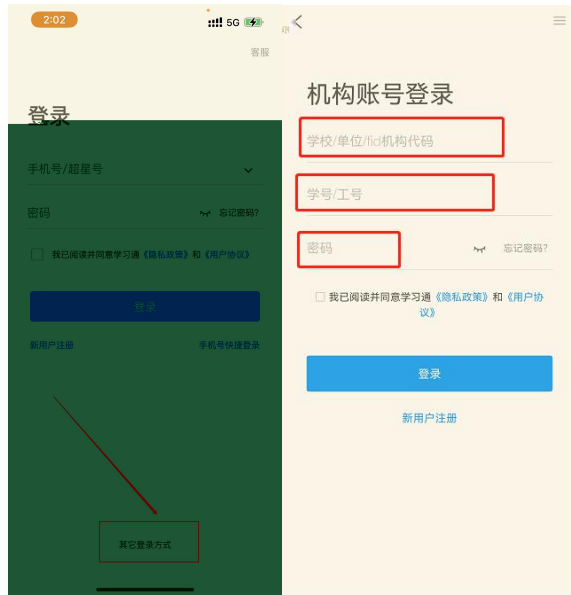 2:02
5G
客服
登录
手机号/超星号
密码
忘记密码?
我已阅读并同意学习通《隐私政策》和《用户协议》
登录
新用户注册
手机号快捷登录
其它登录方式
机构账号登录
学校/单位/fid机构代码
学号/工号
密码
忘记密码?
我已阅读并同意学习通《隐私政策》和《用户协
议》
登录
新用户注册